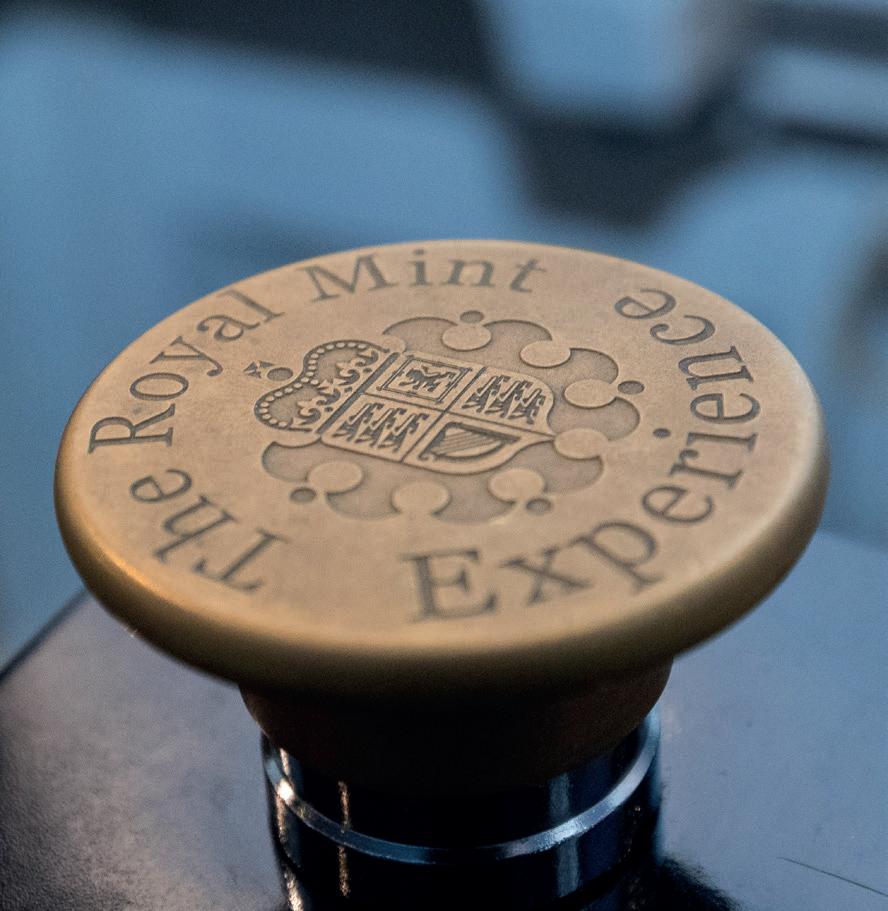 The Royal Mint
Experience